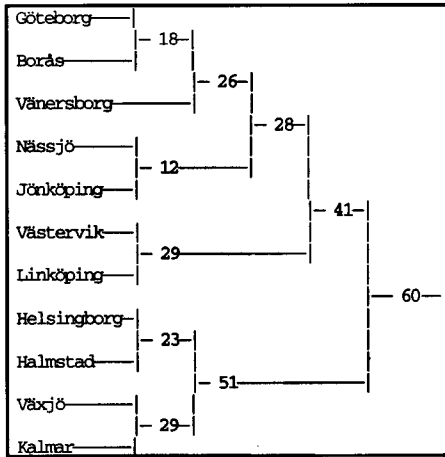 Göteborg
18
Borås
26
Vänersborg
28
Nässjö
12
Jönköping
41
Västervik
29
Linköping
60
Helsingborg
23
Halmstad
51
Växjö
29
Kalmar